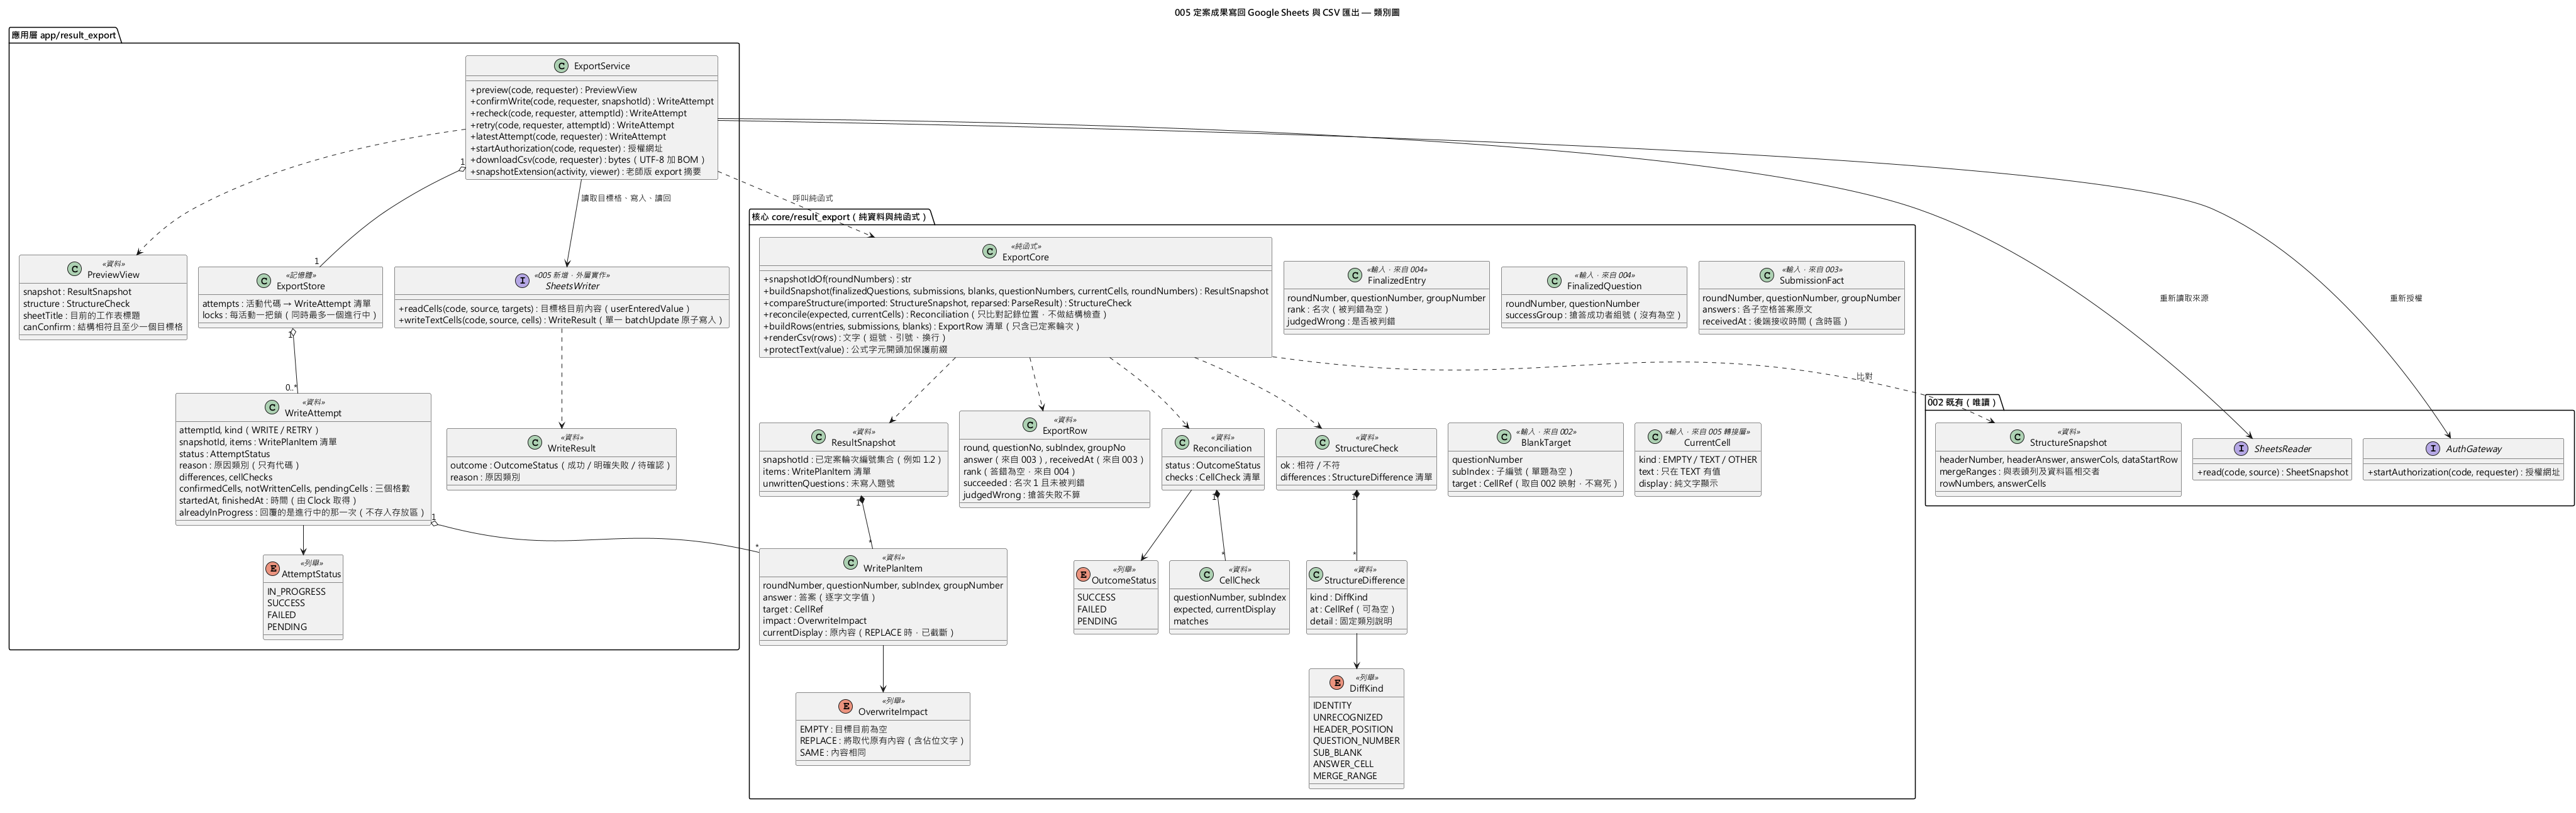 005 定案成果寫回 Google Sheets 與 CSV 匯出 — 類別圖
應用層 app/result_export
C ExportService
+preview(code, requester) : PreviewView
+confirmWrite(code, requester, snapshotId) : WriteAttempt
+recheck(code, requester, attemptId) : WriteAttempt
+retry(code, requester, attemptId) : WriteAttempt
+latestAttempt(code, requester) : WriteAttempt
+startAuthorization(code, requester) : 授權網址
+downloadCsv(code, requester) : bytes（UTF-8 加 BOM）
+snapshotExtension(activity, viewer) : 老師版 export 摘要
1
1
讀取目標格、寫入、讀回
呼叫純函式
重新讀取來源
重新授權
C «資料»
PreviewView
snapshot : ResultSnapshot
structure : StructureCheck
sheetTitle : 目前的工作表標題
canConfirm : 結構相符且至少一個目標格
C «記憶體»
ExportStore
attempts : 活動代碼 → WriteAttempt 清單
locks : 每活動一把鎖（同時最多一個進行中）
I «005 新增，外層實作»
SheetsWriter
+readCells(code, source, targets) : 目標格目前內容（userEnteredValue）
+writeTextCells(code, source, cells) : WriteResult（單一 batchUpdate 原子寫入）
1
0..*
C «資料»
WriteAttempt
attemptId, kind（WRITE / RETRY）
snapshotId, items : WritePlanItem 清單
status : AttemptStatus
reason : 原因類別（只有代碼）
differences, cellChecks
confirmedCells, notWrittenCells, pendingCells : 三個格數
startedAt, finishedAt : 時間（由 Clock 取得）
alreadyInProgress : 回覆的是進行中的那一次（不存入存放區）
1
*
C «資料»
WriteResult
outcome : OutcomeStatus（成功 / 明確失敗 / 待確認）
reason : 原因類別
E «列舉»
AttemptStatus
IN_PROGRESS
SUCCESS
FAILED
PENDING
核心 core/result_export（純資料與純函式）
C «純函式»
ExportCore
+snapshotIdOf(roundNumbers) : str
+buildSnapshot(finalizedQuestions, submissions, blanks, questionNumbers, currentCells, roundNumbers) : ResultSnapshot
+compareStructure(imported: StructureSnapshot, reparsed: ParseResult) : StructureCheck
+reconcile(expected, currentCells) : Reconciliation（只比對記錄位置，不做結構檢查）
+buildRows(entries, submissions, blanks) : ExportRow 清單（只含已定案輪次）
+renderCsv(rows) : 文字（逗號、引號、換行）
+protectText(value) : 公式字元開頭加保護前綴
C «輸入，來自 004»
FinalizedEntry
roundNumber, questionNumber, groupNumber
rank : 名次（被判錯為空）
judgedWrong : 是否被判錯
C «輸入，來自 004»
FinalizedQuestion
roundNumber, questionNumber
successGroup : 搶答成功者組號（沒有為空）
C «輸入，來自 003»
SubmissionFact
roundNumber, questionNumber, groupNumber
answers : 各子空格答案原文
receivedAt : 後端接收時間（含時區）
比對
C «資料»
ResultSnapshot
snapshotId : 已定案輪次編號集合（例如 1.2）
items : WritePlanItem 清單
unwrittenQuestions : 未寫入題號
1
*
C «資料»
ExportRow
round, questionNo, subIndex, groupNo
answer（來自 003）, receivedAt（來自 003）
rank（答錯為空，來自 004）
succeeded : 名次 1 且未被判錯
judgedWrong : 搶答失敗不算
C «資料»
Reconciliation
status : OutcomeStatus
checks : CellCheck 清單
1
*
C «資料»
StructureCheck
ok : 相符 / 不符
differences : StructureDifference 清單
1
*
C «輸入，來自 002»
BlankTarget
questionNumber
subIndex : 子編號（單題為空）
target : CellRef（取自 002 映射，不寫死）
C «輸入，來自 005 轉接層»
CurrentCell
kind : EMPTY / TEXT / OTHER
text : 只在 TEXT 有值
display : 純文字顯示
C «資料»
WritePlanItem
roundNumber, questionNumber, subIndex, groupNumber
answer : 答案（逐字文字值）
target : CellRef
impact : OverwriteImpact
currentDisplay : 原內容（REPLACE 時，已截斷）
E «列舉»
OutcomeStatus
SUCCESS
FAILED
PENDING
C «資料»
CellCheck
questionNumber, subIndex
expected, currentDisplay
matches
C «資料»
StructureDifference
kind : DiffKind
at : CellRef（可為空）
detail : 固定類別說明
E «列舉»
OverwriteImpact
EMPTY : 目標目前為空
REPLACE : 將取代原有內容（含佔位文字）
SAME : 內容相同
E «列舉»
DiffKind
IDENTITY
UNRECOGNIZED
HEADER_POSITION
QUESTION_NUMBER
SUB_BLANK
ANSWER_CELL
MERGE_RANGE
002 既有（唯讀）
C «資料»
StructureSnapshot
headerNumber, headerAnswer, answerCols, dataStartRow
mergeRanges : 與表頭列及資料區相交者
rowNumbers, answerCells
I SheetsReader
+read(code, source) : SheetSnapshot
I AuthGateway
+startAuthorization(code, requester) : 授權網址